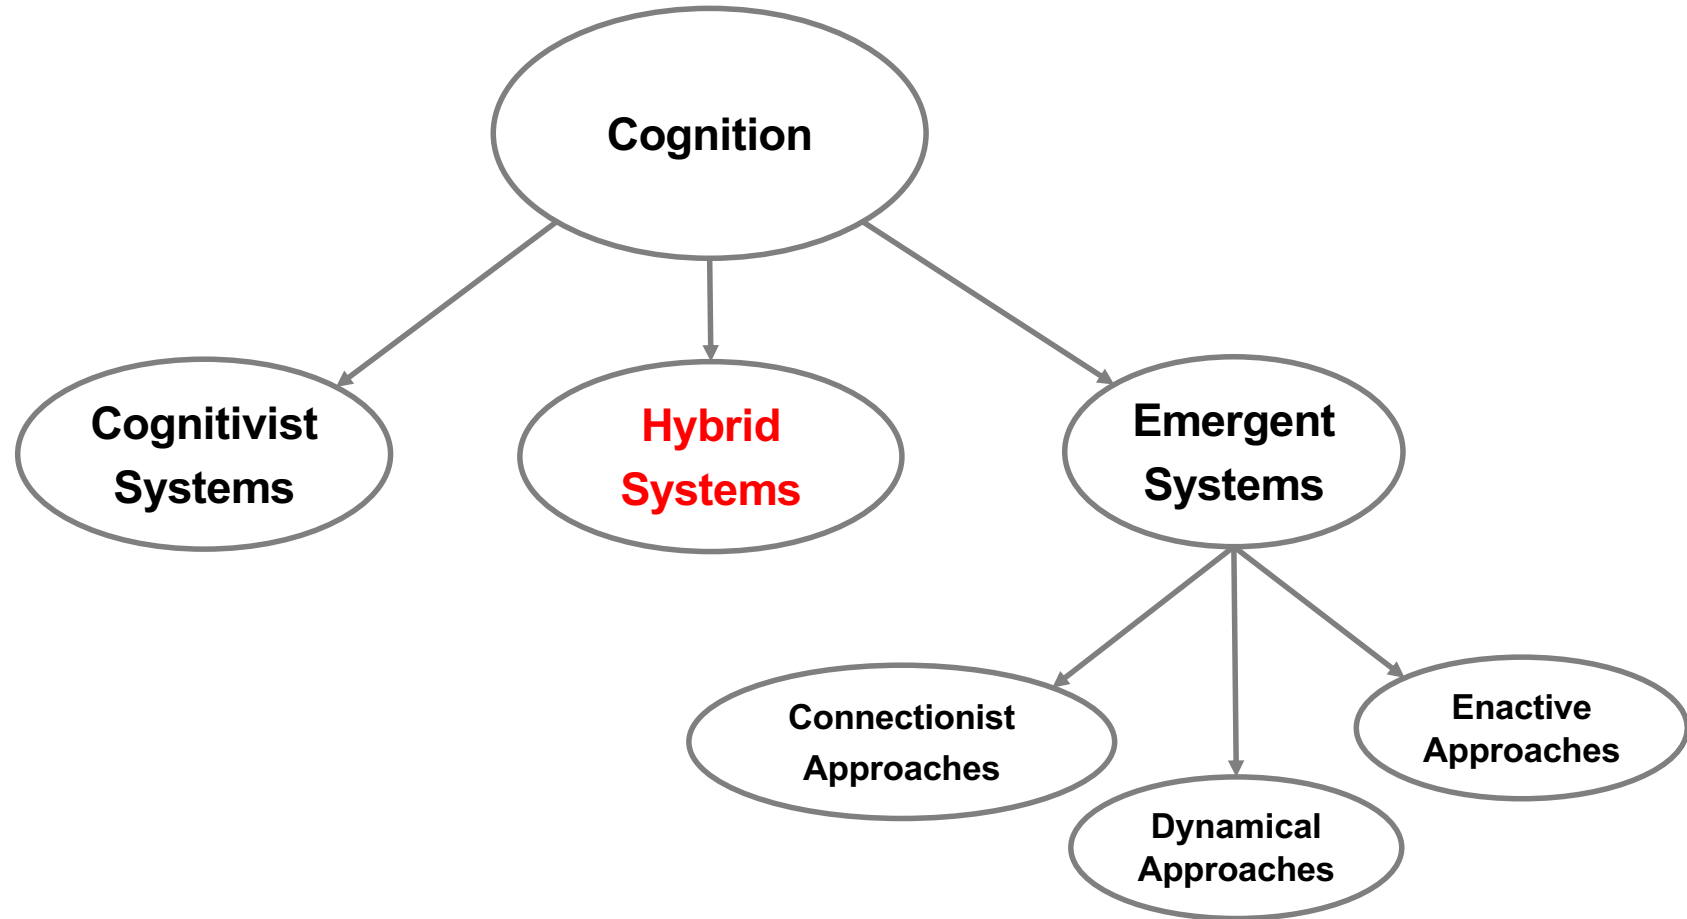 Cognition
Cognitivist
Systems
Hybrid
Systems
Emergent
Systems
Connectionist
Approaches
Dynamical
Approaches
Enactive
Approaches